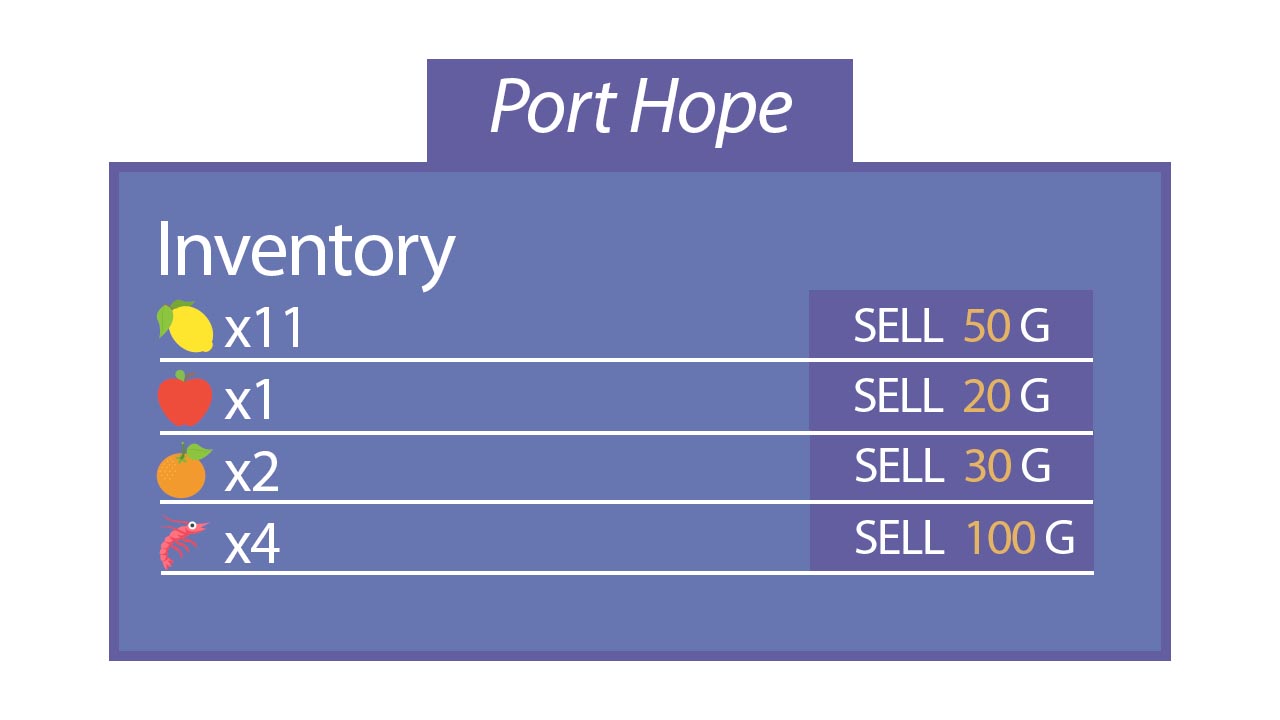 Port Hope
Inventory
x11 SELL 50 G
x1 SELL 20 G
x2 SELL 30 G
x4 SELL 100 G